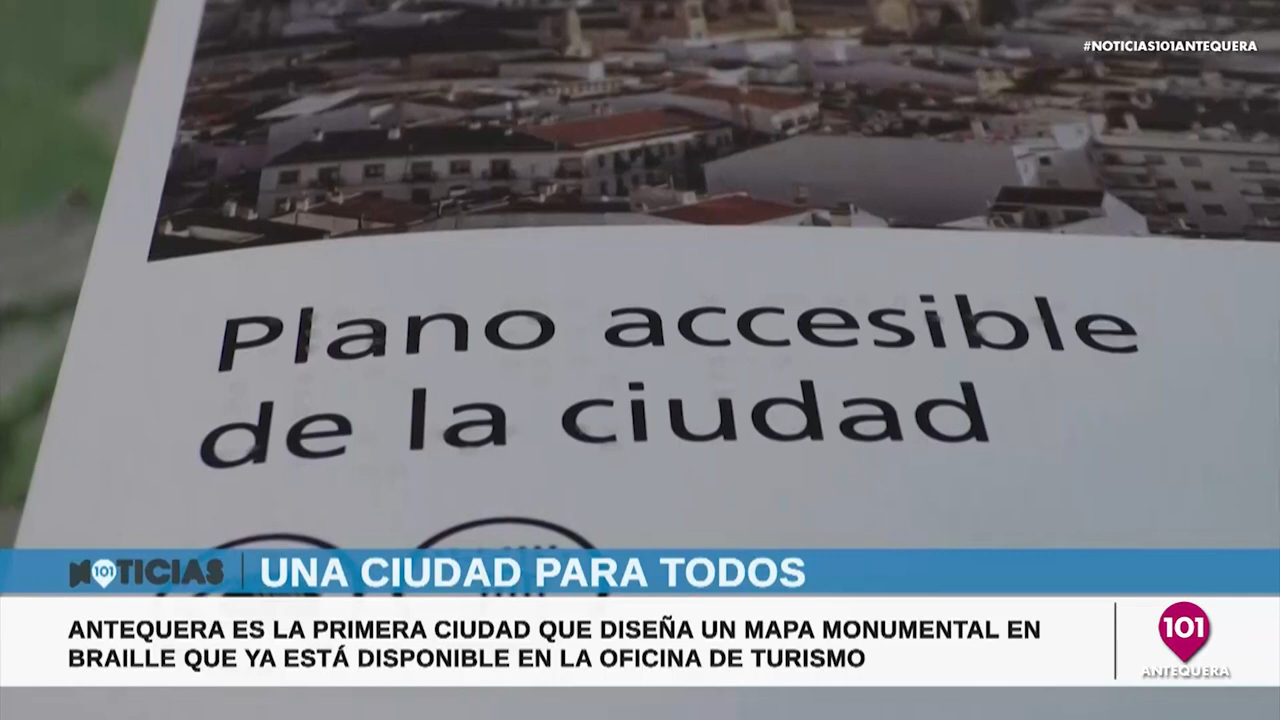 #NOTICIAS101ANTEQUERA
Plano accesible
de la ciudad
NOTICIAS 101
UNA CIUDAD PARA TODOS
ANTEQUERA ES LA PRIMERA CIUDAD QUE DISEÑA UN MAPA MONUMENTAL EN
BRAILLE QUE YA ESTÁ DISPONIBLE EN LA OFICINA DE TURISMO
101
ANTEQUERA